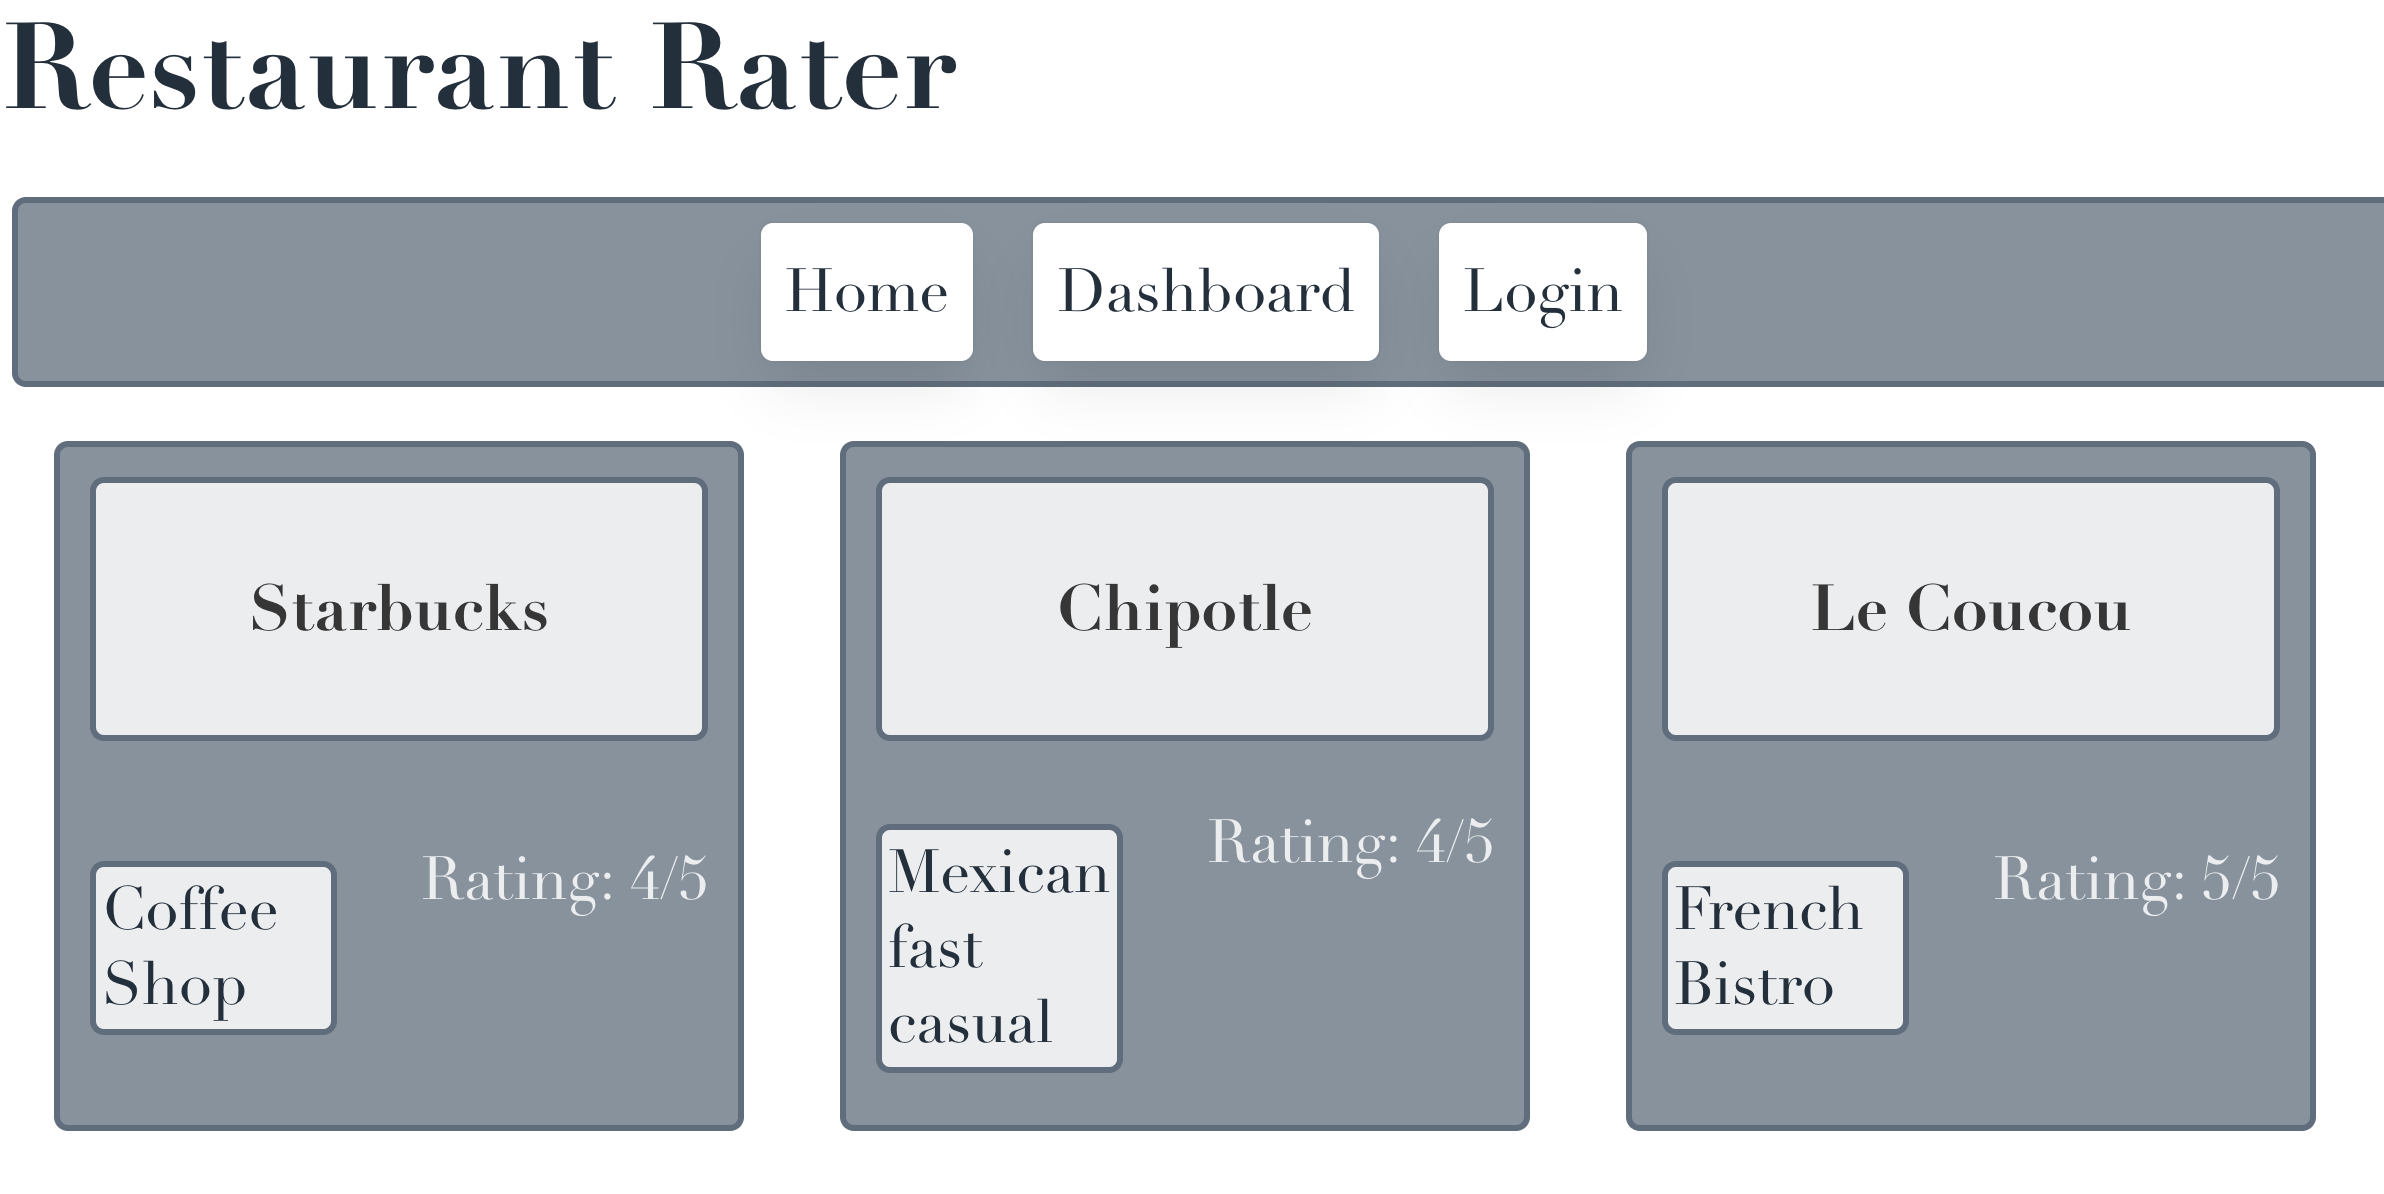 Restaurant Rater
Home Dashboard Login
Starbucks
Coffee
Shop
Rating: 4/5
Chipotle
Mexican
fast
casual
Rating: 4/5
Le Coucou
French
Bistro
Rating: 5/5